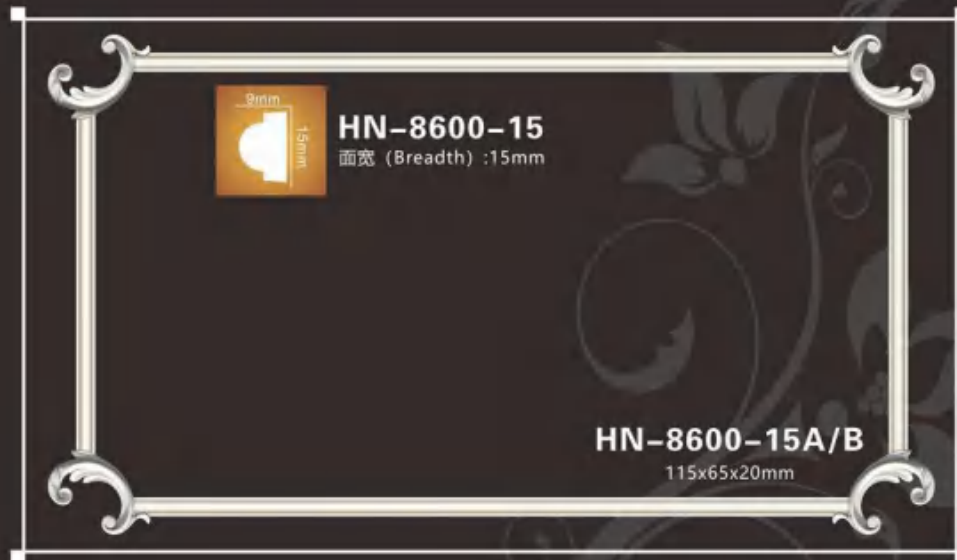 9mm
15mm
HN-8600-15
面宽 (Breadth) :15mm
HN-8600-15A/B
115x65x20mm